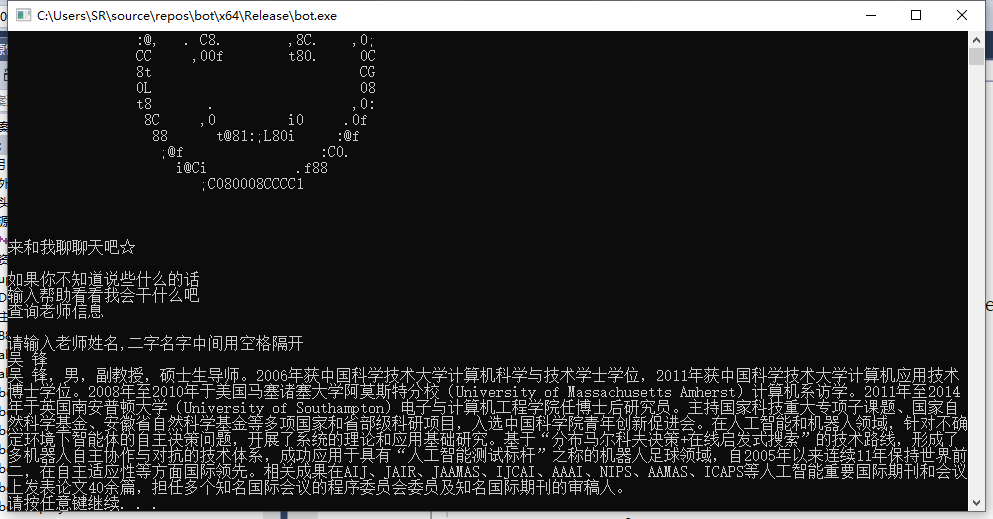 C:\Users\SR\source\repos\bot\x64\Release\bot.exe
:@, . C8. ,8C. ,0;
CC ,00f t80. 0C
8t CG
0L 08
t8 . ,0:
8C ,0 i0 .0f
88 t@81:;L80i :@f
;@f :C0.
i@Ci .f88
;C080008CCCC1
来和我聊聊天吧☆
如果你不知道说些什么的话
输入帮助看看我会干什么吧
查询老师信息
请输入老师姓名,二字名字中间用空格隔开
吴 锋
吴 锋，男，副教授，硕士生导师。2006年获中国科学技术大学计算机科学与技术学士学位，2011年获中国科学技术大学计算机应用技术
博士学位。2008年至2010年于美国马塞诸塞大学阿莫斯特分校（University of Massachusetts Amherst）计算机系访学。2011年至2014
年于英国南安普顿大学（University of Southampton）电子与计算机工程学院任博士后研究员。主持国家科技重大专项子课题、国家自
然科学基金、安徽省自然科学基金等多项国家和省部级科研项目，入选中国科学院青年创新促进会。在人工智能和机器人领域，针对不确
定环境下智能体的自主决策问题，开展了系统的理论和应用基础研究。基于“分布马尔科夫决策+在线启发式搜索”的技术路线，形成了
多机器人自主协作与对抗的技术体系，成功应用于具有“人工智能测试标杆”之称的机器人足球领域，自2005年以来连续11年保持世界前
二，在自主适应性等方面国际领先。相关成果在AIJ、JAIR、JAAMAS、IJCAI、AAAI、NIPS、AAMAS、ICAPS等人工智能重要国际期刊和会议
上发表论文40余篇，担任多个知名国际会议的程序委员会委员及知名国际期刊的审稿人。
请按任意键继续. . .